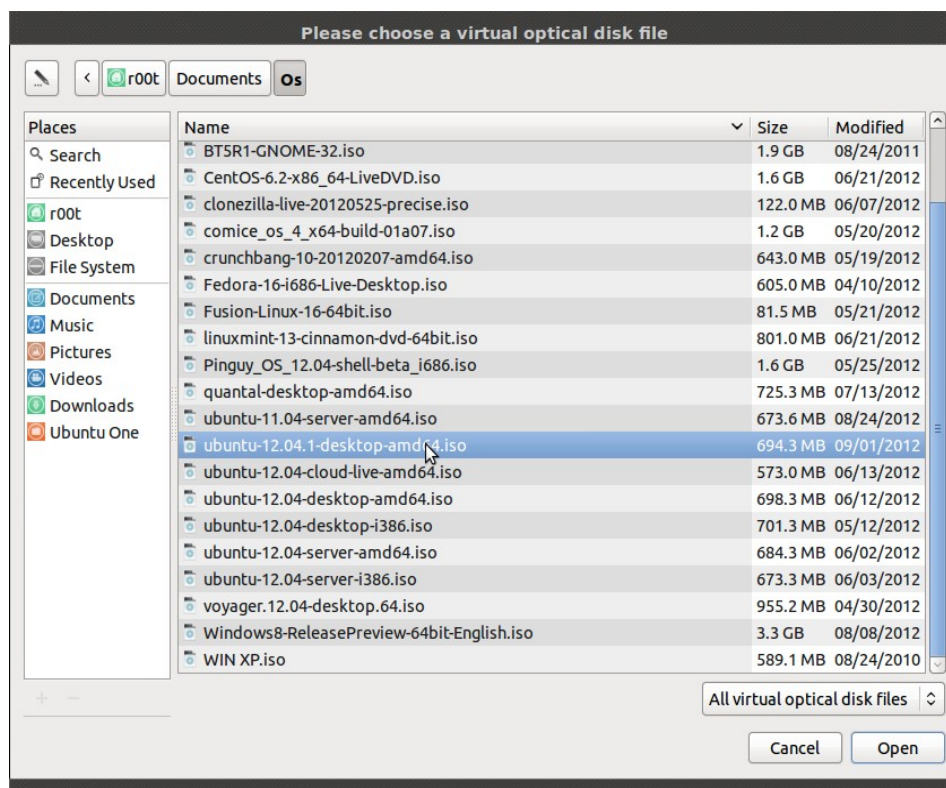 Please choose a virtual optical disk file
r00t Documents Os
Places
Search
Recently Used
r00t
Desktop
File System
Documents
Music
Pictures
Videos
Downloads
Ubuntu One
Name Size Modified
BT5R1-GNOME-32.iso 1.9 GB 08/24/2011
CentOS-6.2-x86_64-LiveDVD.iso 1.6 GB 06/21/2012
clonezilla-live-20120525-precise.iso 122.0 MB 06/07/2012
comice_os_4_x64-build-01a07.iso 1.2 GB 05/20/2012
crunchbang-10-20120207-amd64.iso 643.0 MB 05/19/2012
Fedora-16-i686-Live-Desktop.iso 605.0 MB 04/10/2012
Fusion-Linux-16-64bit.iso 81.5 MB 05/21/2012
linuxmint-13-cinnamon-dvd-64bit.iso 801.0 MB 06/21/2012
Pinguy_OS_12.04-shell-beta_i686.iso 1.6 GB 05/25/2012
quantal-desktop-amd64.iso 725.3 MB 07/13/2012
ubuntu-11.04-server-amd64.iso 673.6 MB 08/24/2012
ubuntu-12.04.1-desktop-amd64.iso 694.3 MB 09/01/2012
ubuntu-12.04-cloud-live-amd64.iso 573.0 MB 06/13/2012
ubuntu-12.04-desktop-amd64.iso 698.3 MB 06/12/2012
ubuntu-12.04-desktop-i386.iso 701.3 MB 05/12/2012
ubuntu-12.04-server-amd64.iso 684.3 MB 06/02/2012
ubuntu-12.04-server-i386.iso 673.3 MB 06/03/2012
voyager.12.04-desktop.64.iso 955.2 MB 04/30/2012
Windows8-ReleasePreview-64bit-English.iso 3.3 GB 08/08/2012
WIN XP.iso 589.1 MB 08/24/2010
All virtual optical disk files
Cancel Open